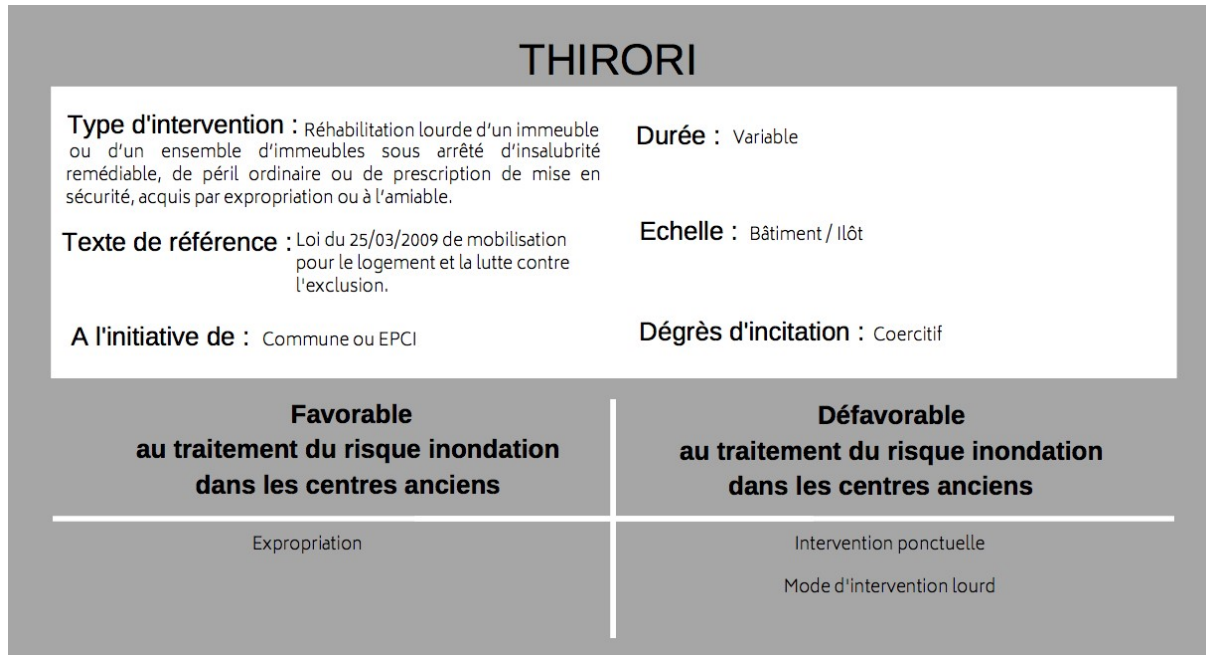 THIRORI
Type d'intervention : Réhabilitation lourde d’un immeuble
ou d’un ensemble d’immeubles sous arrêté d’insalubrité
remédiable, de péril ordinaire ou de prescription de mise en
sécurité, acquis par expropriation ou à l’amiable.
Texte de référence : Loi du 25/03/2009 de mobilisation
pour le logement et la lutte contre
l'exclusion.
A l'initiative de : Commune ou EPCI
Durée : Variable
Echelle : Bâtiment / Ilôt
Dégrès d'incitation : Coercitif
Favorable
au traitement du risque inondation
dans les centres anciens
Expropriation
Défavorable
au traitement du risque inondation
dans les centres anciens
Intervention ponctuelle
Mode d'intervention lourd